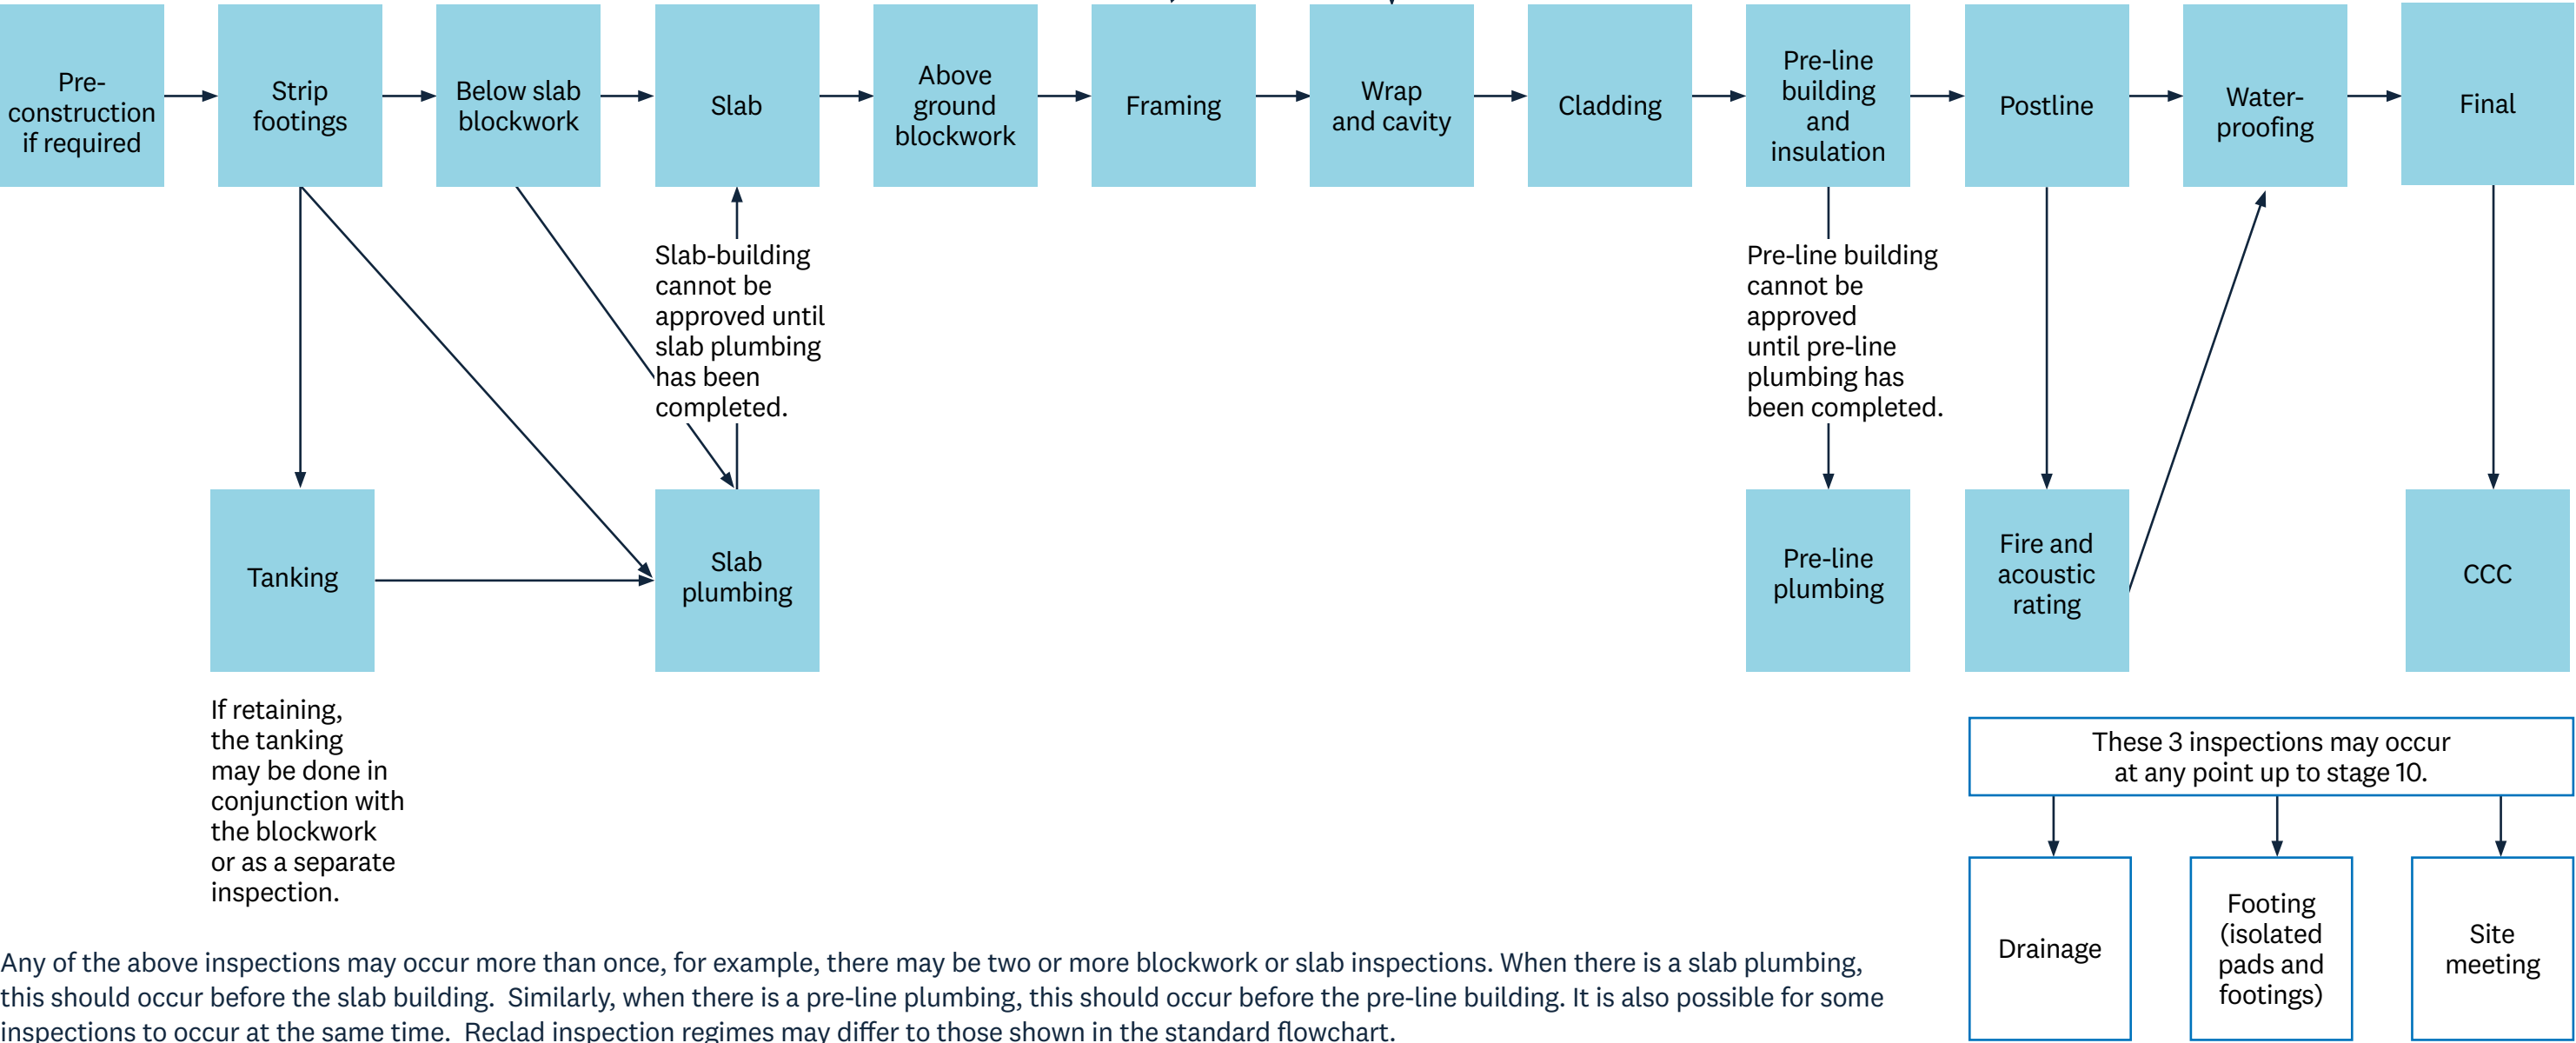 Pre-
construction
if required
Strip
footings
Below slab
blockwork
Slab
Above
ground
blockwork
Framing
Wrap
and cavity
Cladding
Pre-line
building
and
insulation
Postline
Water-
proofing
Final
Slab-building
cannot be
approved until
slab plumbing
has been
completed.
Pre-line building
cannot be
approved
until pre-line
plumbing has
been completed.
Tanking
Slab
plumbing
Pre-line
plumbing
Fire and
acoustic
rating
CCC
If retaining,
the tanking
may be done in
conjunction with
the blockwork
or as a separate
inspection.
These 3 inspections may occur
at any point up to stage 10.
Drainage
Footing
(isolated
pads and
footings)
Site
meeting
Any of the above inspections may occur more than once, for example, there may be two or more blockwork or slab inspections. When there is a slab plumbing,
this should occur before the slab building.  Similarly, when there is a pre-line plumbing, this should occur before the pre-line building. It is also possible for some
inspections to occur at the same time.  Reclad inspection regimes may differ to those shown in the standard flowchart.